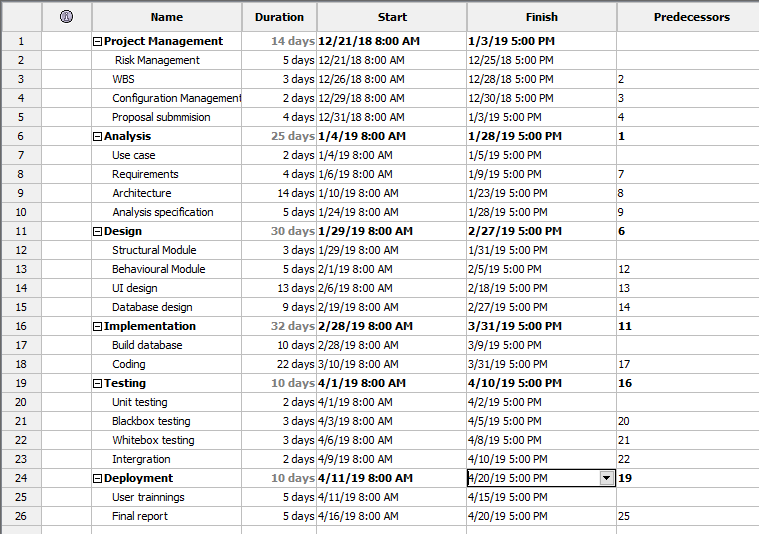 Name Duration Start Finish Predecessors
1 Project Management 14 days 12/21/18 8:00 AM 1/3/19 5:00 PM
2 Risk Management 5 days 12/21/18 8:00 AM 12/25/18 5:00 PM
3 WBS 3 days 12/26/18 8:00 AM 12/28/18 5:00 PM 2
4 Configuration Management 2 days 12/29/18 8:00 AM 12/30/18 5:00 PM 3
5 Proposal submmision 4 days 12/31/18 8:00 AM 1/3/19 5:00 PM 4
6 Analysis 25 days 1/4/19 8:00 AM 1/28/19 5:00 PM 1
7 Use case 2 days 1/4/19 8:00 AM 1/5/19 5:00 PM
8 Requirements 4 days 1/6/19 8:00 AM 1/9/19 5:00 PM 7
9 Architecture 14 days 1/10/19 8:00 AM 1/23/19 5:00 PM 8
10 Analysis specification 5 days 1/24/19 8:00 AM 1/28/19 5:00 PM 9
11 Design 30 days 1/29/19 8:00 AM 2/27/19 5:00 PM 6
12 Structural Module 3 days 1/29/19 8:00 AM 1/31/19 5:00 PM
13 Behavioural Module 5 days 2/1/19 8:00 AM 2/5/19 5:00 PM 12
14 UI design 13 days 2/6/19 8:00 AM 2/18/19 5:00 PM 13
15 Database design 9 days 2/19/19 8:00 AM 2/27/19 5:00 PM 14
16 Implementation 32 days 2/28/19 8:00 AM 3/31/19 5:00 PM 11
17 Build database 10 days 2/28/19 8:00 AM 3/9/19 5:00 PM
18 Coding 22 days 3/10/19 8:00 AM 3/31/19 5:00 PM 17
19 Testing 10 days 4/1/19 8:00 AM 4/10/19 5:00 PM 16
20 Unit testing 2 days 4/1/19 8:00 AM 4/2/19 5:00 PM
21 Blackbox testing 3 days 4/3/19 8:00 AM 4/5/19 5:00 PM 20
22 Whitebox testing 3 days 4/6/19 8:00 AM 4/8/19 5:00 PM 21
23 Intergration 2 days 4/9/19 8:00 AM 4/10/19 5:00 PM 22
24 Deployment 10 days 4/11/19 8:00 AM 4/20/19 5:00 PM 19
25 User trainnings 5 days 4/11/19 8:00 AM 4/15/19 5:00 PM
26 Final report 5 days 4/16/19 8:00 AM 4/20/19 5:00 PM 25